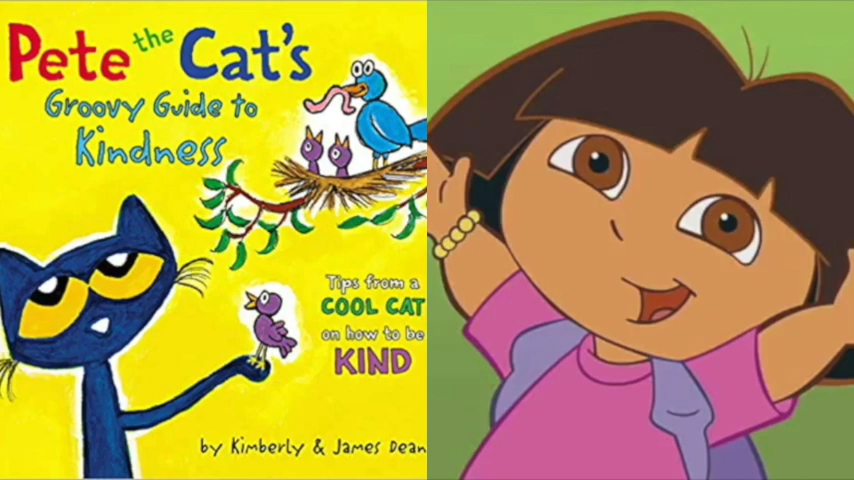 Pete the Cat's
Groovy Guide to
Kindness
Tips from a
COOL CAT
on how to be
KIND
by Kimberly & James Dean